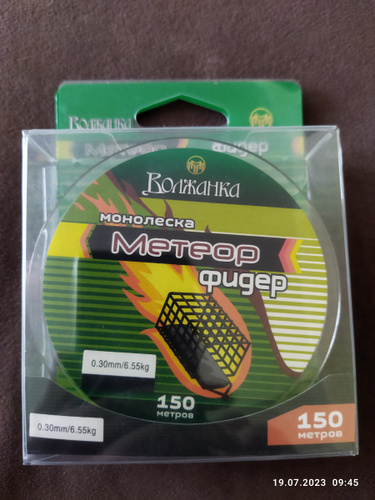 Волжанка
Метеор фидер
Волжанка
монолеска
Метеор
фидер
0.30mm/6.55kg
150
метров
0.30mm/6.55kg
150
метров
19.07.2023 09:45